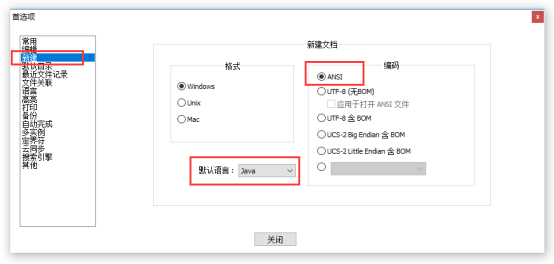 首选项
x
常用
编辑
新建
默认目录
最近文件记录
文件关联
语言
高亮
打印
备份
自动完成
多实例
定界符
云同步
搜索引擎
其他
新建文档
格式
Windows
Unix
Mac
默认语言： Java
编码
ANSI
UTF-8 (无BOM)
应用于打开 ANSI 文件
UTF-8 含 BOM
UCS-2 Big Endian 含 BOM
UCS-2 Little Endian 含 BOM
关闭